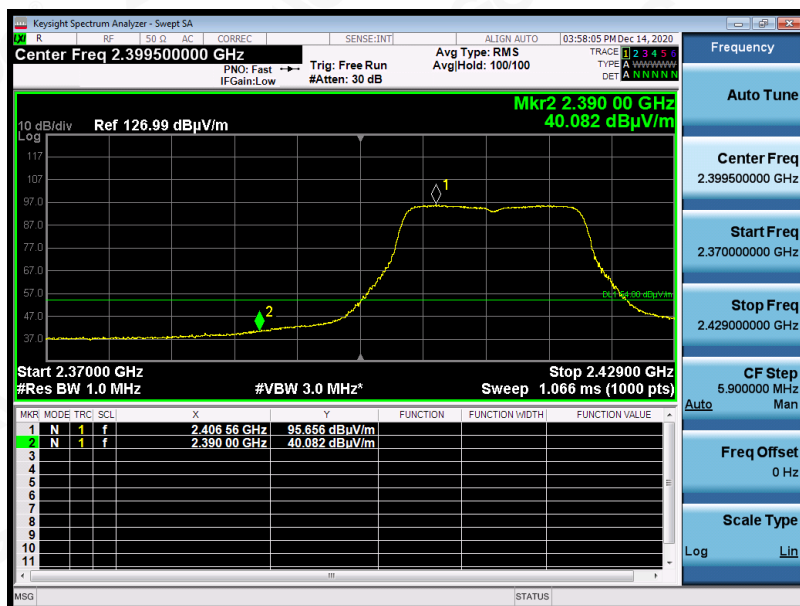 Keysight Spectrum Analyzer - Swept SA
LXI R RF 50 Ω AC CORREC SENSE:INT ALIGN AUTO 03:58:05 PM Dec 14, 2020
Center Freq 2.399500000 GHz
PNO: Fast
IFGain:Low
Trig: Free Run
#Atten: 30 dB
Avg Type: RMS
Avg|Hold: 100/100
TRACE 1 2 3 4 5 6
TYPE A WWWWW
DET A N N N N N
Mkr2 2.390 00 GHz
40.082 dBµV/m
10 dB/div Ref 126.99 dBµV/m
Log
117
107
97.0
87.0
77.0
67.0
57.0
47.0
37.0
1
2
DL1 54.00 dBµV/m
Start 2.37000 GHz Stop 2.42900 GHz
#Res BW 1.0 MHz #VBW 3.0 MHz* Sweep 1.066 ms (1000 pts)
MKR MODE TRC SCL X Y FUNCTION FUNCTION WIDTH FUNCTION VALUE
1 N 1 f 2.406 56 GHz 95.656 dBµV/m
2 N 1 f 2.390 00 GHz 40.082 dBµV/m
3
4
5
6
7
8
9
10
11
MSG STATUS
Frequency
Auto Tune
Center Freq
2.399500000 GHz
Start Freq
2.370000000 GHz
Stop Freq
2.429000000 GHz
CF Step
5.900000 MHz
Auto Man
Freq Offset
0 Hz
Scale Type
Log Lin